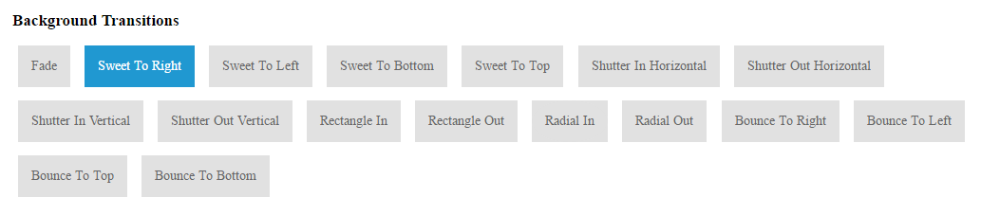 Background Transitions
Fade Sweet To Right Sweet To Left Sweet To Bottom Sweet To Top Shutter In Horizontal Shutter Out Horizontal
Shutter In Vertical Shutter Out Vertical Rectangle In Rectangle Out Radial In Radial Out Bounce To Right Bounce To Left
Bounce To Top Bounce To Bottom